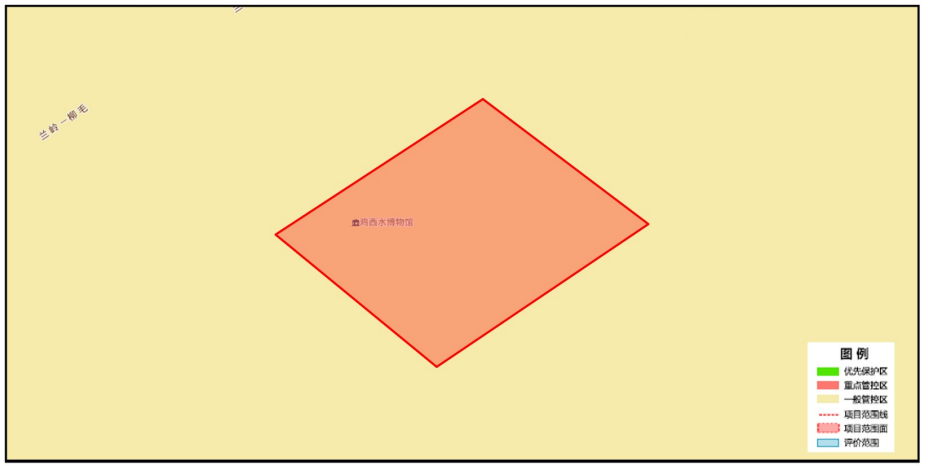 兰岭一柳毛
鸡西水博物馆
图例
优先保护区
重点管控区
一般管控区
项目范围线
项目范围面
评价范围